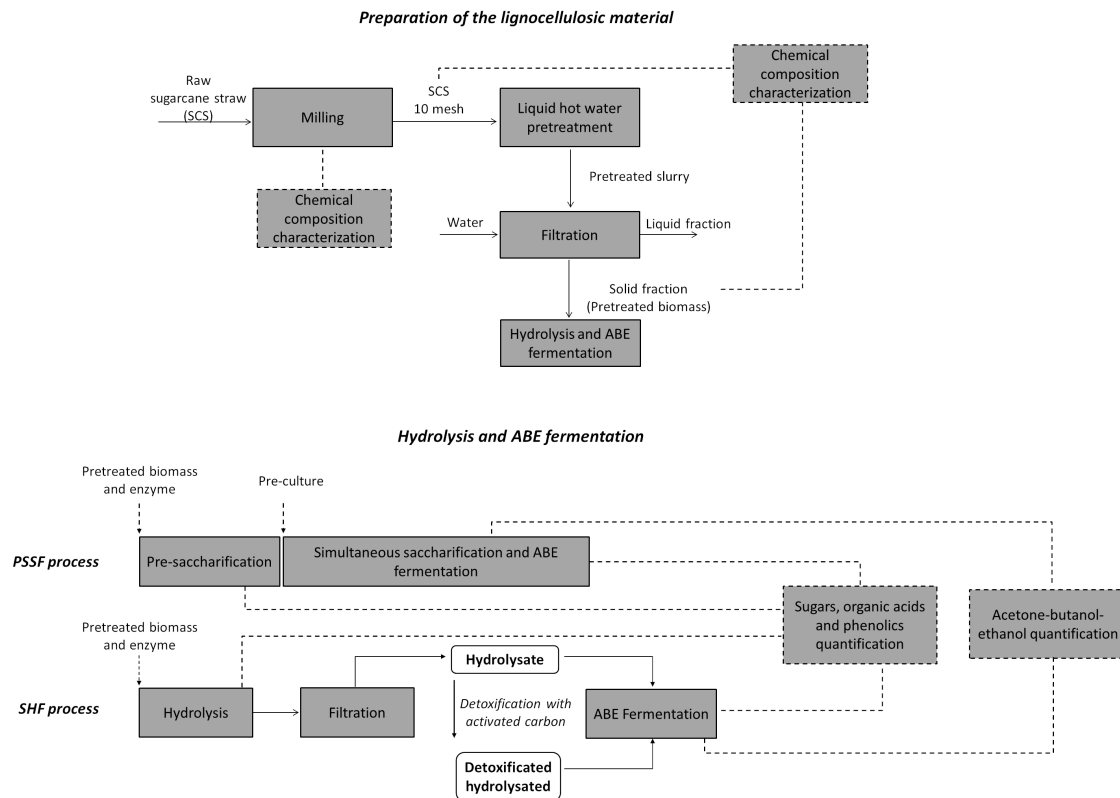 Preparation of the lignocellulosic material
Raw
sugarcane straw
(SCS)
Milling
SCS
10 mesh
Liquid hot water
pretreatment
Chemical
composition
characterization
Chemical
composition
characterization
Pretreated slurry
Water
Filtration
Liquid fraction
Solid fraction
(Pretreated biomass)
Hydrolysis and ABE
fermentation
Hydrolysis and ABE fermentation
Pretreated biomass
and enzyme
Pre-culture
PSSF process
Pre-saccharification
Simultaneous saccharification and ABE
fermentation
Sugars, organic acids
and phenolics
quantification
Acetone-butanol-
ethanol quantification
Pretreated biomass
and enzyme
SHF process
Hydrolysis
Filtration
Hydrolysate
Detoxification with
activated carbon
ABE Fermentation
Detoxificated
hydrolysated